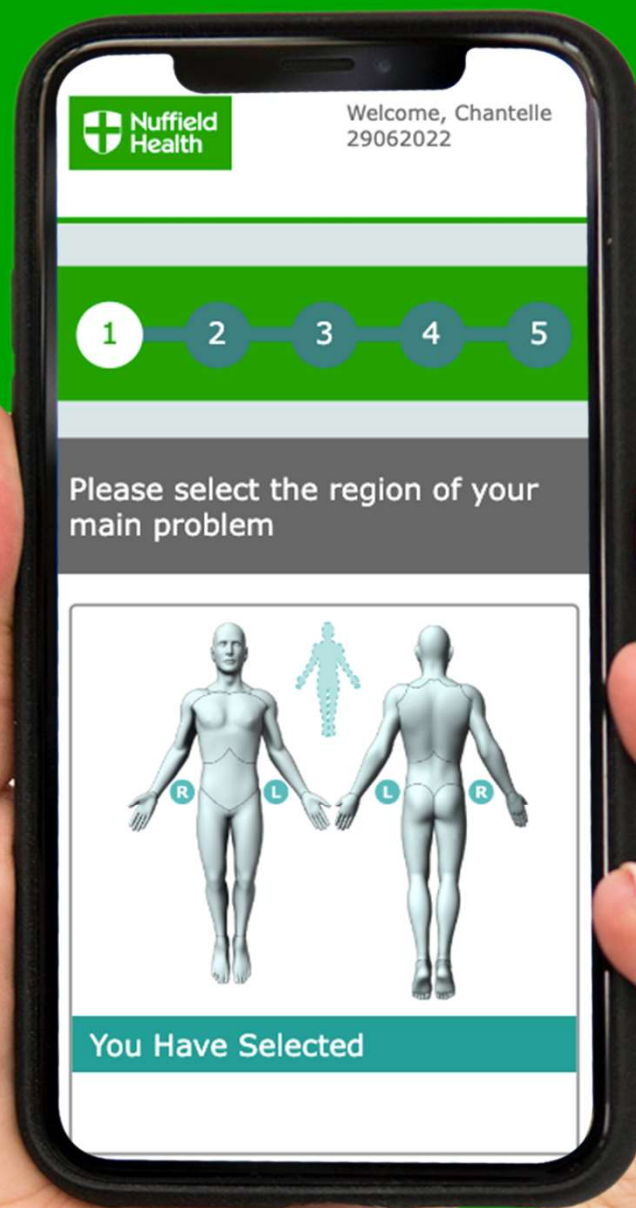 Nuffield
Health
Welcome, Chantelle
29062022
1 2 3 4 5
Please select the region of your
main problem
R L L R
You Have Selected